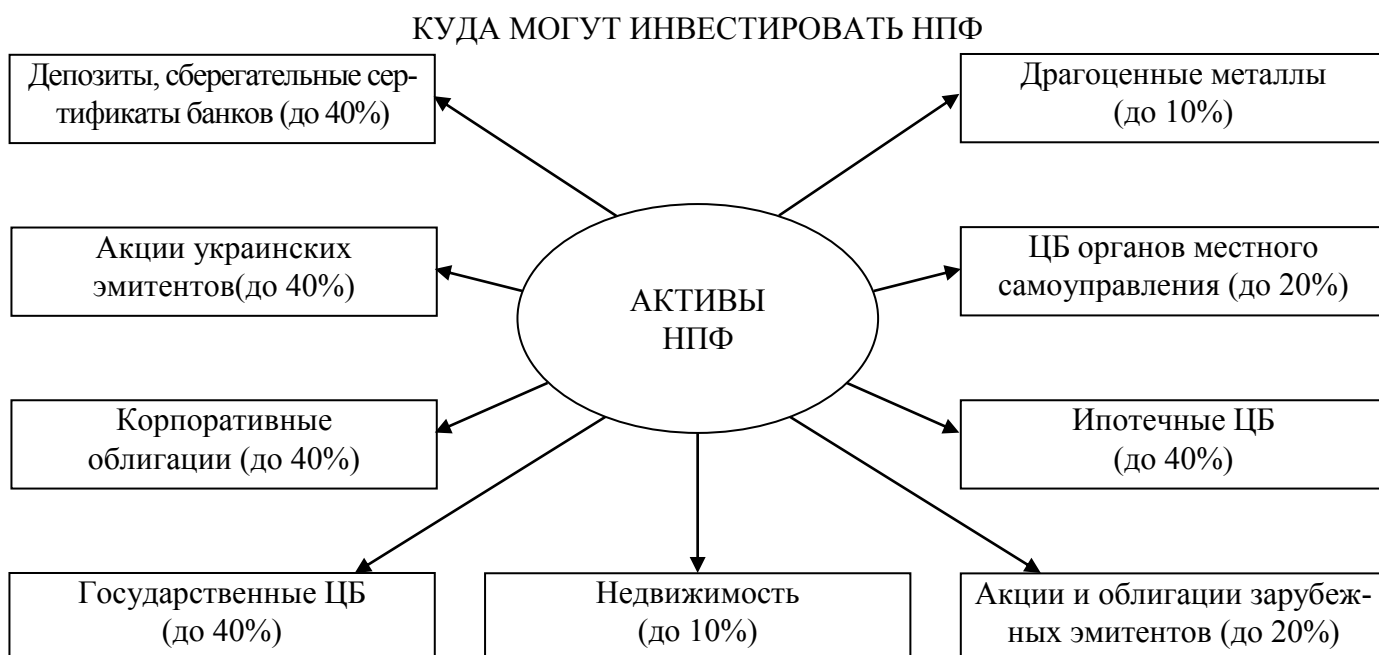 КУДА МОГУТ ИНВЕСТИРОВАТЬ НПФ
Депозиты, сберегательные сер-
тификаты банков (до 40%)
Драгоценные металлы
(до 10%)
Акции украинских
эмитентов(до 40%)
АКТИВЫ
НПФ
ЦБ органов местного
самоуправления (до 20%)
Корпоративные
облигации (до 40%)
Ипотечные ЦБ
(до 40%)
Государственные ЦБ
(до 40%)
Недвижимость
(до 10%)
Акции и облигации зарубеж-
ных эмитентов (до 20%)